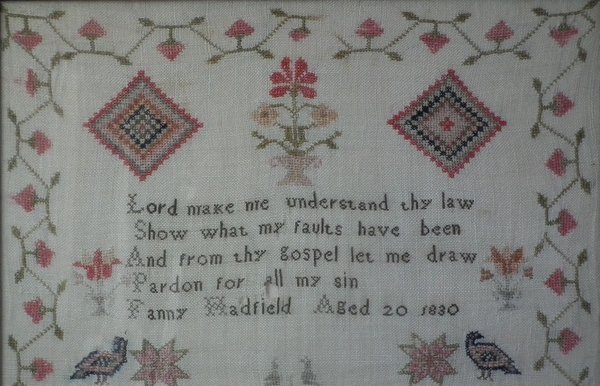 Lord make me understand thy law
Show what my faults have been
And from thy gospel let me draw
Pardon for all my sin
Fanny Hadfield Aged 20 1830